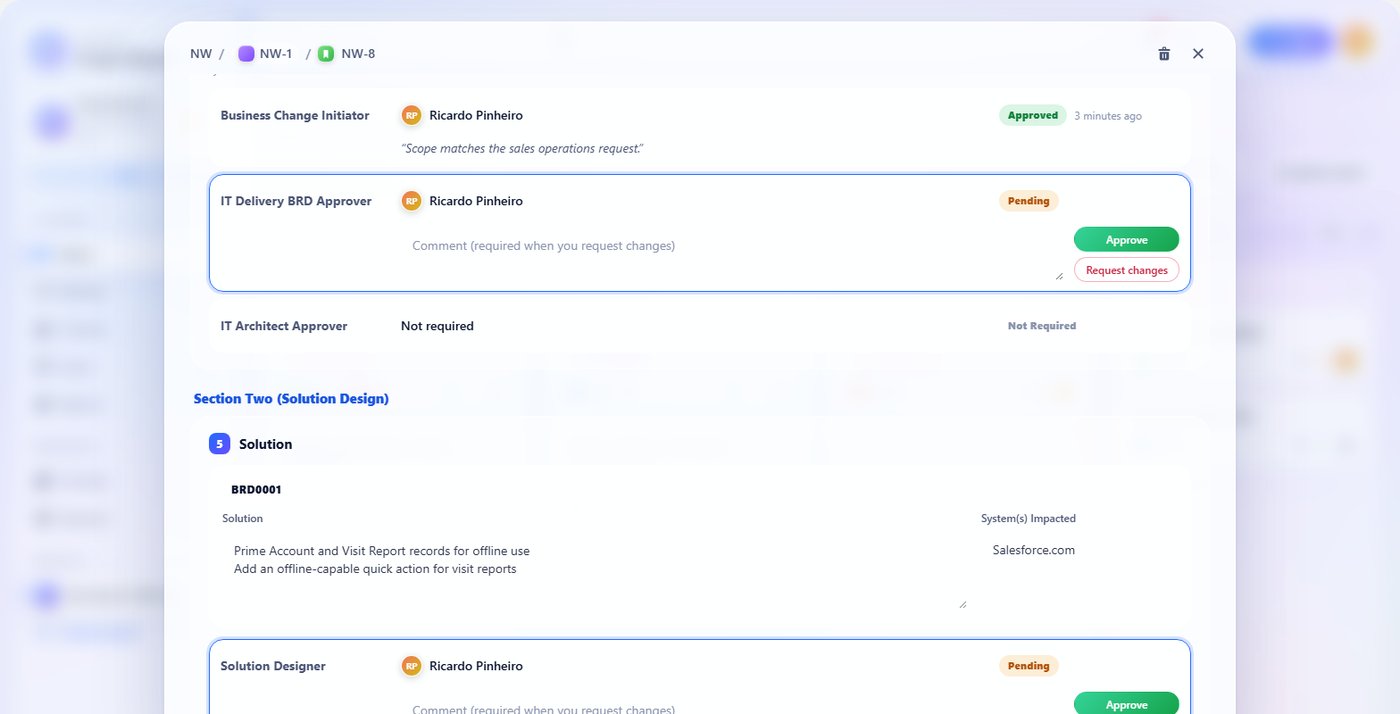 NW / NW-1 / NW-8
Business Change Initiator RP Ricardo Pinheiro Approved 3 minutes ago
“Scope matches the sales operations request.”
IT Delivery BRD Approver RP Ricardo Pinheiro Pending
Comment (required when you request changes) Approve
Request changes
IT Architect Approver Not required Not Required
Section Two (Solution Design)
5 Solution
BRD0001
Solution System(s) Impacted
Prime Account and Visit Report records for offline use Salesforce.com
Add an offline-capable quick action for visit reports
Solution Designer RP Ricardo Pinheiro Pending
Comment (required when you request changes) Approve